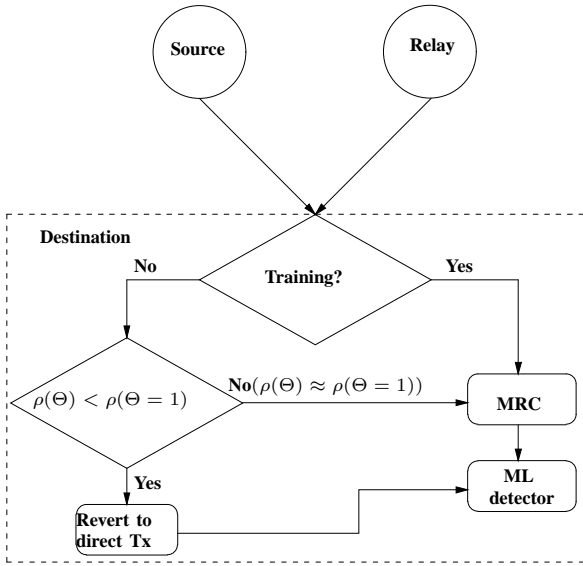 Source
Relay
Destination
Training?
No
Yes
ρ(Θ) < ρ(Θ = 1)
No(ρ(Θ) ≈ ρ(Θ = 1))
MRC
Yes
ML
detector
Revert to
direct Tx